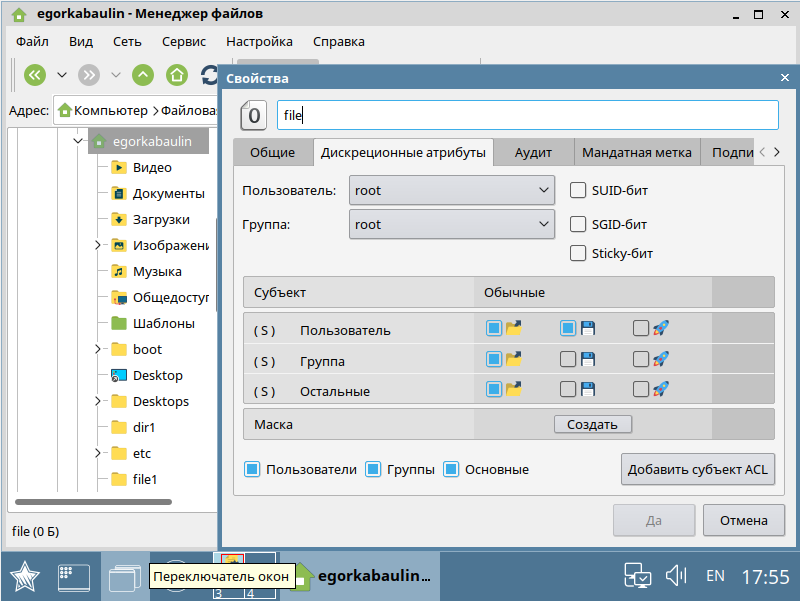 egorkabaulin - Менеджер файлов
Файл Вид Сеть Сервис Настройка Справка
Адрес: Компьютер Файлова
Свойства
0 file
Общие Дискреционные атрибуты Аудит Мандатная метка Подпи
Пользователь: root SUID-бит
Группа: root SGID-бит
Sticky-бит
Субъект Обычные
( S ) Пользователь
( S ) Группа
( S ) Остальные
Маска Создать
Пользователи Группы Основные Добавить субъект ACL
Да Отмена
egorkabaulin
Видео
Документы
Загрузки
Изображени
Музыка
Общедоступ
Шаблоны
boot
Desktop
Desktops
dir1
etc
file1
file (0 Б)
Переключатель окон
3 4
egorkabaulin...
EN 17:55